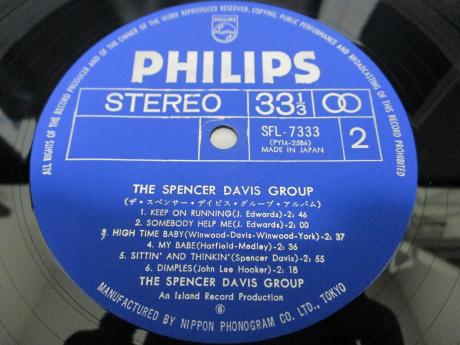 ALL RIGHTS OF THE RECORD PRODUCER AND OF THE OWNER OF THE WORK REPRODUCED RESERVED. COPYING, PUBLIC PERFORMANCE AND BROADCASTING OF THIS RECORD PROHIBITED
PHILIPS
PHILIPS
STEREO 33 1/3
SFL-7333
(PYM-2586)
MADE IN JAPAN
2
THE SPENCER DAVIS GROUP
(ザ・スペンサー・デイビス・グループ・アルバム)
1. KEEP ON RUNNING(J. Edwards)-2: 46
2. SOMEBODY HELP ME(J. Edwards)-2: 00
3. HIGH TIME BABY(Winwood-Davis-Winwood-York)-2: 37
4. MY BABE(Hatfield-Medley)-2: 36
5. SITTIN' AND THINKIN'(Spencer Davis)-2: 55
6. DIMPLES(John Lee Hooker)-2: 18
THE SPENCER DAVIS GROUP
An Island Record Production
⑥
MANUFACTURED BY NIPPON PHONOGRAM CO. LTD., TOKYO